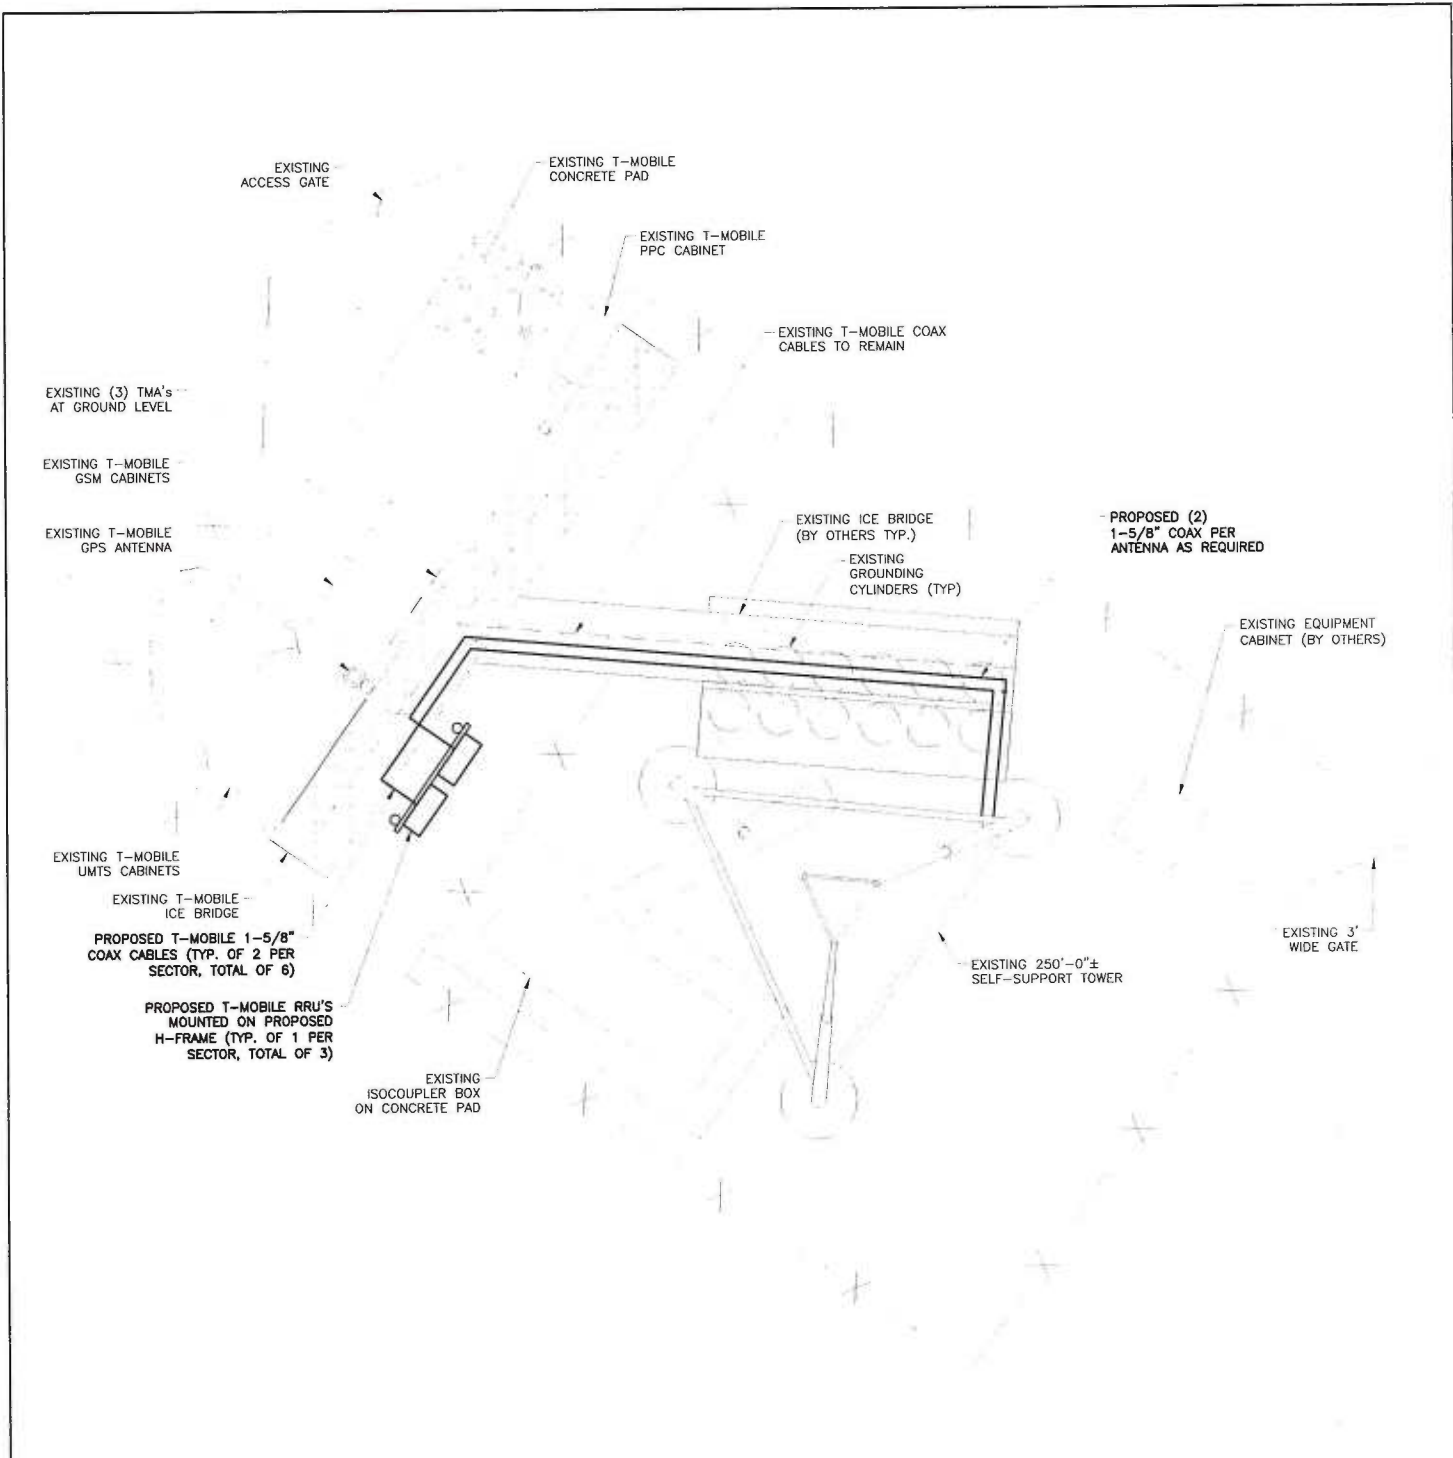 EXISTING
ACCESS GATE
EXISTING T-MOBILE
CONCRETE PAD
EXISTING T-MOBILE
PPC CABINET
EXISTING T-MOBILE COAX
CABLES TO REMAIN
EXISTING (3) TMA's
AT GROUND LEVEL
EXISTING T-MOBILE
GSM CABINETS
EXISTING T-MOBILE
GPS ANTENNA
EXISTING ICE BRIDGE
(BY OTHERS TYP.)
EXISTING
GROUNDING
CYLINDERS (TYP)
PROPOSED (2)
1-5/8" COAX PER
ANTENNA AS REQUIRED
EXISTING EQUIPMENT
CABINET (BY OTHERS)
EXISTING T-MOBILE
UMTS CABINETS
EXISTING T-MOBILE
ICE BRIDGE
PROPOSED T-MOBILE 1-5/8"
COAX CABLES (TYP. OF 2 PER
SECTOR, TOTAL OF 6)
PROPOSED T-MOBILE RRU'S
MOUNTED ON PROPOSED
H-FRAME (TYP. OF 1 PER
SECTOR, TOTAL OF 3)
EXISTING
ISOCOUPLER BOX
ON CONCRETE PAD
EXISTING 250'-0"±
SELF-SUPPORT TOWER
EXISTING 3'
WIDE GATE